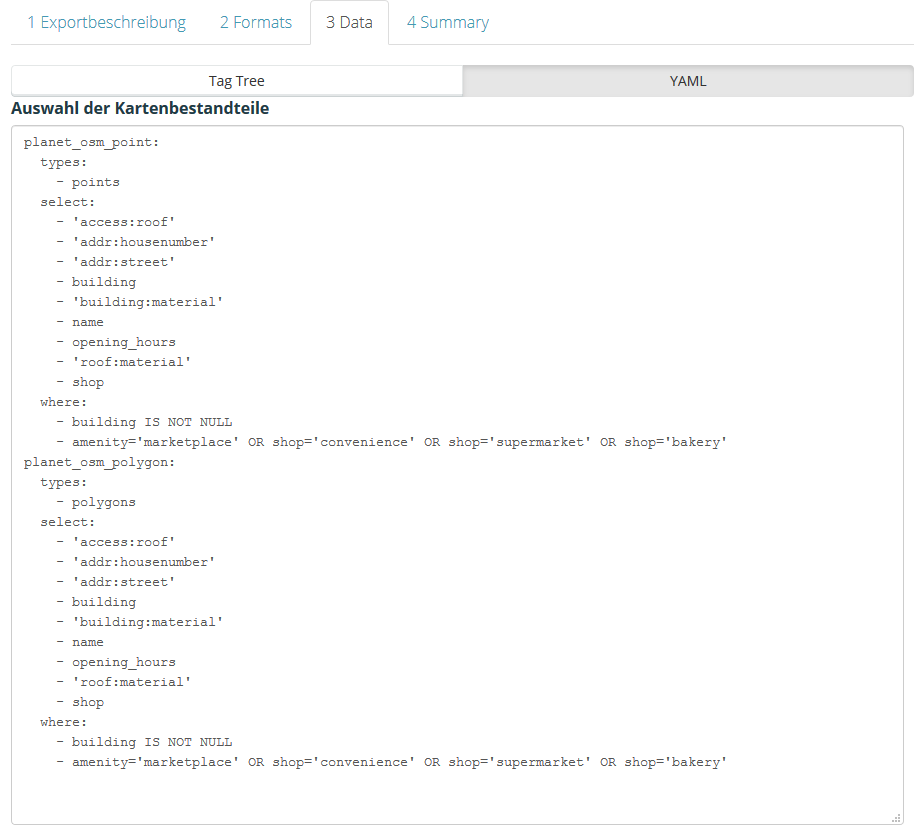 1 Exportbeschreibung 2 Formats 3 Data 4 Summary
Tag Tree YAML
Auswahl der Kartenbestandteile
planet_osm_point:
  types:
    - points
  select:
    - 'access:roof'
    - 'addr:housenumber'
    - 'addr:street'
    - building
    - 'building:material'
    - name
    - opening_hours
    - 'roof:material'
    - shop
  where:
    - building IS NOT NULL
    - amenity='marketplace' OR shop='convenience' OR shop='supermarket' OR shop='bakery'
planet_osm_polygon:
  types:
    - polygons
  select:
    - 'access:roof'
    - 'addr:housenumber'
    - 'addr:street'
    - building
    - 'building:material'
    - name
    - opening_hours
    - 'roof:material'
    - shop
  where:
    - building IS NOT NULL
    - amenity='marketplace' OR shop='convenience' OR shop='supermarket' OR shop='bakery'